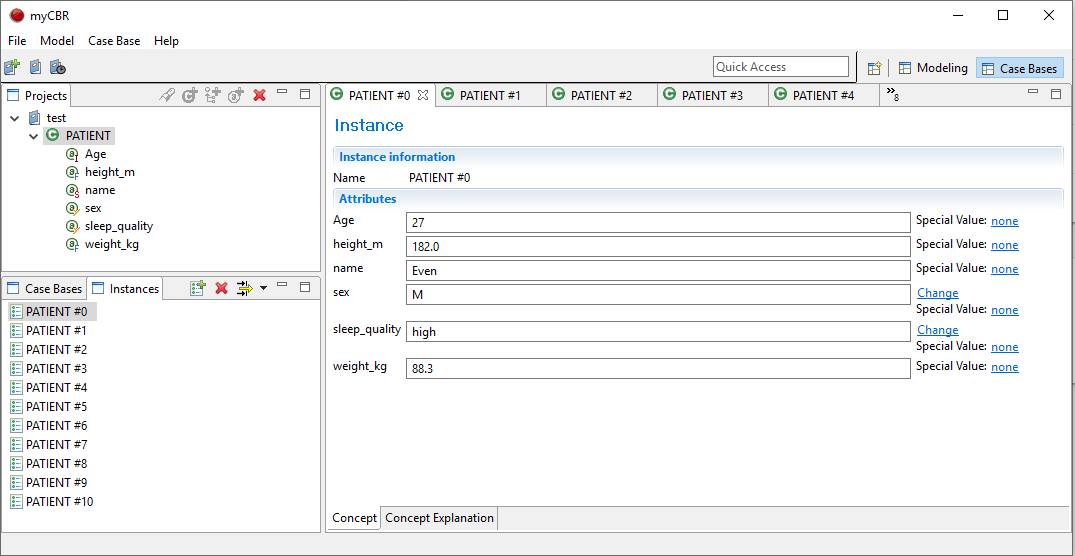 myCBR
File Model Case Base Help
Quick Access
Modeling
Case Bases
Projects
test
PATIENT
Age
height_m
name
sex
sleep_quality
weight_kg
Case Bases Instances
PATIENT #0
PATIENT #1
PATIENT #2
PATIENT #3
PATIENT #4
PATIENT #5
PATIENT #6
PATIENT #7
PATIENT #8
PATIENT #9
PATIENT #10
PATIENT #0 PATIENT #1 PATIENT #2 PATIENT #3 PATIENT #4 »8
Instance
Instance information
Name PATIENT #0
Attributes
Age 27 Special Value: none
height_m 182.0 Special Value: none
name Even Special Value: none
sex M Change
Special Value: none
sleep_quality high Change
Special Value: none
weight_kg 88.3 Special Value: none
Concept Concept Explanation